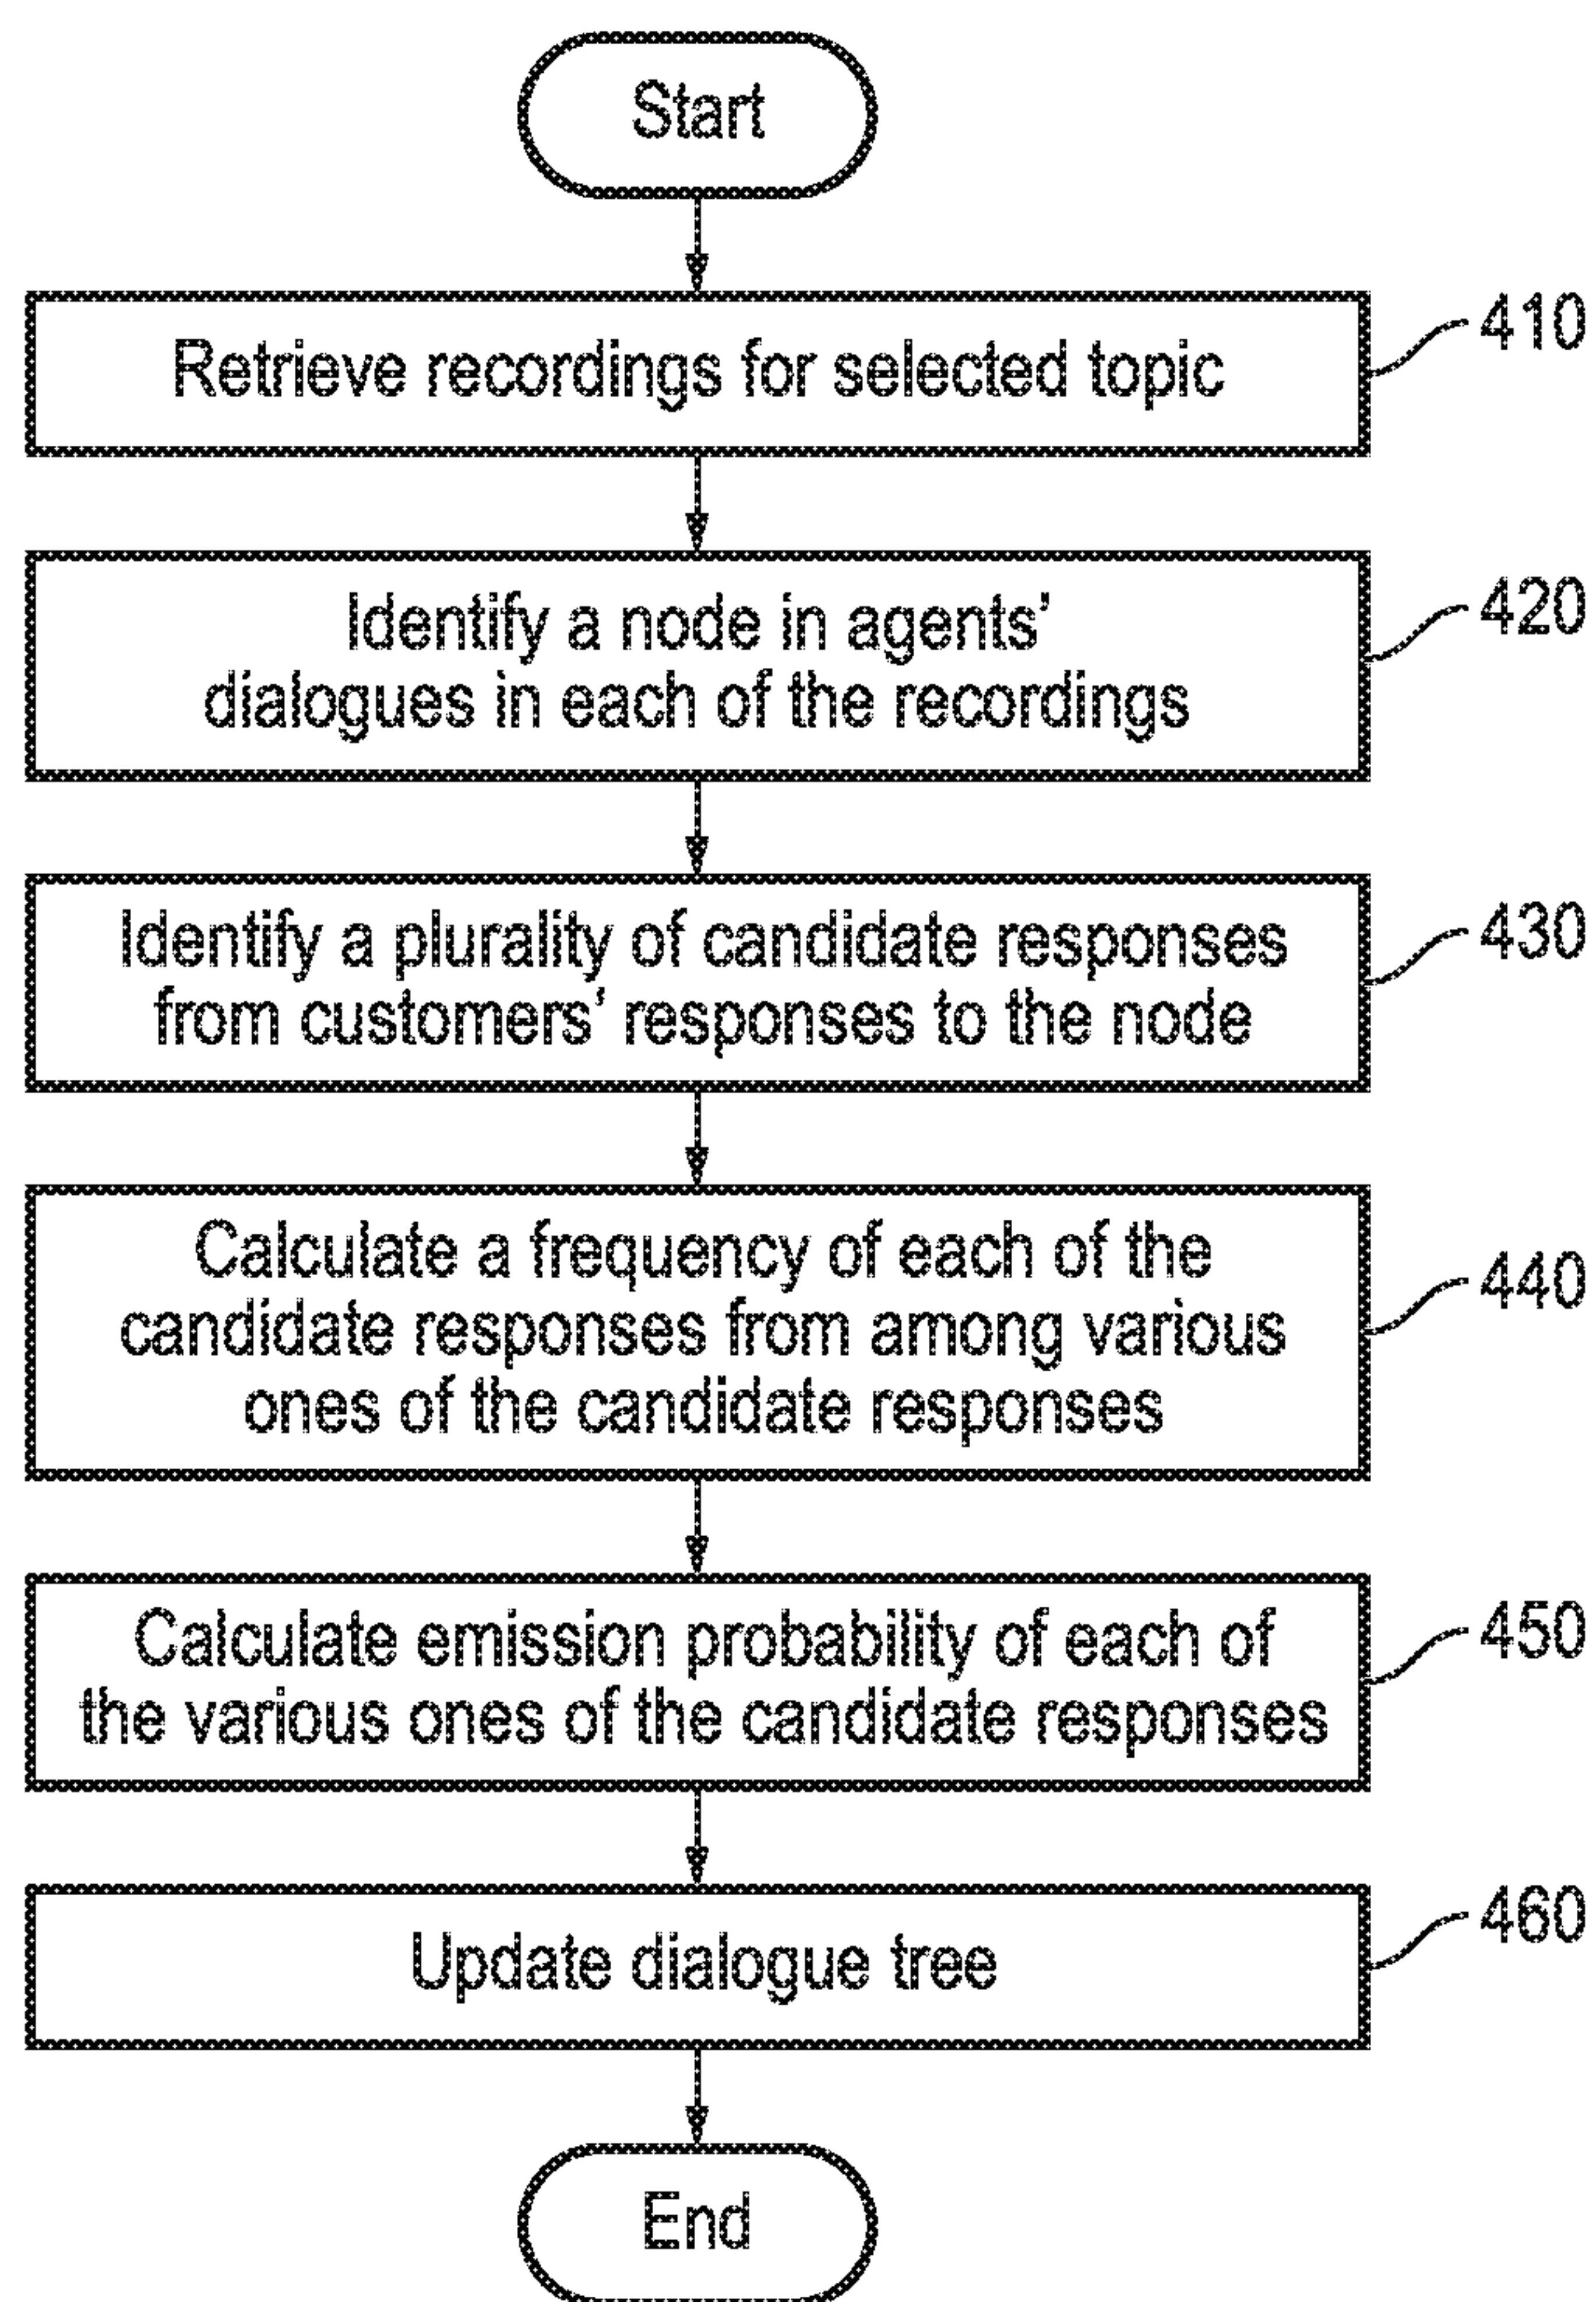 Start
Retrieve recordings for selected topic
410
Identify a node in agents’
dialogues in each of the recordings
420
Identify a plurality of candidate responses
from customers’ responses to the node
430
Calculate a frequency of each of the
candidate responses from among various
ones of the candidate responses
440
Calculate emission probability of each of
the various ones of the candidate responses
450
Update dialogue tree
460
End